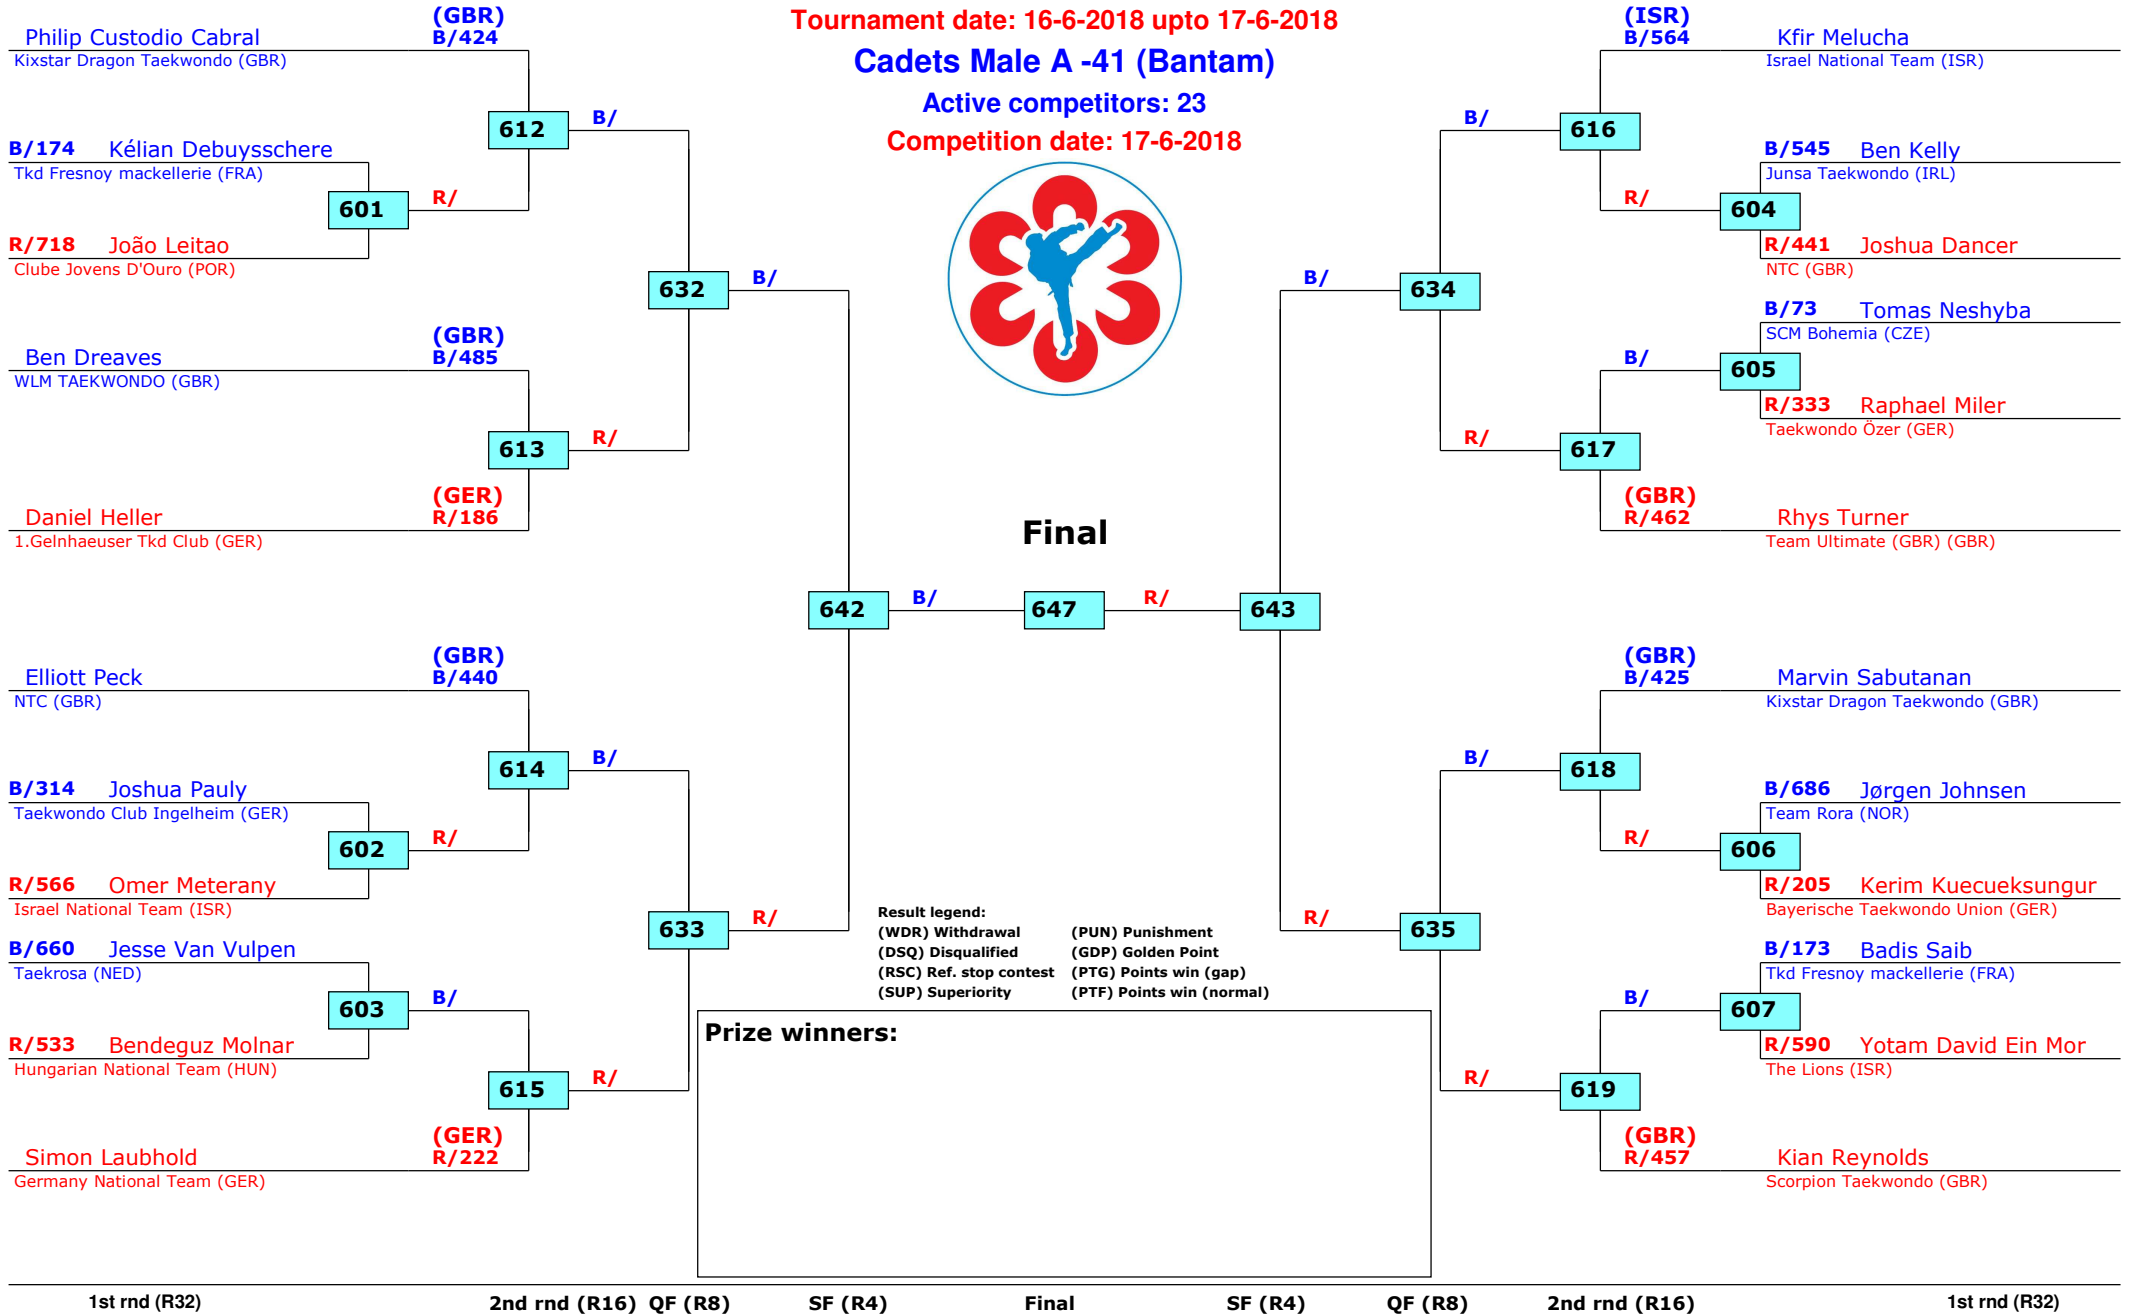 Tournament date: 16-6-2018 upto 17-6-2018
Cadets Male A -41 (Bantam)
Active competitors: 23
Competition date: 17-6-2018
(GBR)
Philip Custodio Cabral B/424
Kixstar Dragon Taekwondo (GBR)
612 B/
B/174 Kélian Debuysschere
Tkd Fresnoy mackellerie (FRA)
601 R/
R/718 João Leitao
Clube Jovens D'Ouro (POR)
632 B/
(GBR)
Ben Dreaves B/485
WLM TAEKWONDO (GBR)
613 R/
(GER)
Daniel Heller R/186
1.Gelnhaeuser Tkd Club (GER)
642 B/
(GBR)
Elliott Peck B/440
NTC (GBR)
614 B/
B/314 Joshua Pauly
Taekwondo Club Ingelheim (GER)
602 R/
R/566 Omer Meterany
Israel National Team (ISR)
633 R/
B/660 Jesse Van Vulpen
Taekrosa (NED)
603 B/
R/533 Bendeguz Molnar
Hungarian National Team (HUN)
615 R/
(GER)
Simon Laubhold R/222
Germany National Team (GER)
Final
647
(ISR)
B/564 Kfir Melucha
Israel National Team (ISR)
B/ 616
B/545 Ben Kelly
Junsa Taekwondo (IRL)
R/ 604
R/441 Joshua Dancer
NTC (GBR)
B/ 634
B/73 Tomas Neshyba
SCM Bohemia (CZE)
B/ 605
R/333 Raphael Miler
Taekwondo Özer (GER)
R/ 617
(GBR)
R/462 Rhys Turner
Team Ultimate (GBR) (GBR)
R/ 643
(GBR)
B/425 Marvin Sabutanan
Kixstar Dragon Taekwondo (GBR)
B/ 618
B/686 Jørgen Johnsen
Team Rora (NOR)
R/ 606
R/205 Kerim Kuecueksungur
Bayerische Taekwondo Union (GER)
R/ 635
B/173 Badis Saib
Tkd Fresnoy mackellerie (FRA)
B/ 607
R/590 Yotam David Ein Mor
The Lions (ISR)
R/ 619
(GBR)
R/457 Kian Reynolds
Scorpion Taekwondo (GBR)
Result legend:
(WDR) Withdrawal (PUN) Punishment
(DSQ) Disqualified (GDP) Golden Point
(RSC) Ref. stop contest (PTG) Points win (gap)
(SUP) Superiority (PTF) Points win (normal)
Prize winners:
1st rnd (R32) 2nd rnd (R16) QF (R8) SF (R4) Final SF (R4) QF (R8) 2nd rnd (R16) 1st rnd (R32)